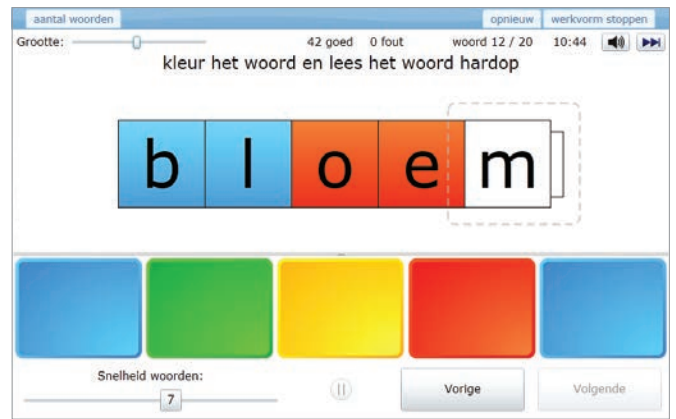 aantal woorden opnieuw werkvorm stoppen
Grootte: 42 goed 0 fout woord 12 / 20 10:44
kleur het woord en lees het woord hardop
b l o e m
Snelheid woorden:
7 Vorige Volgende